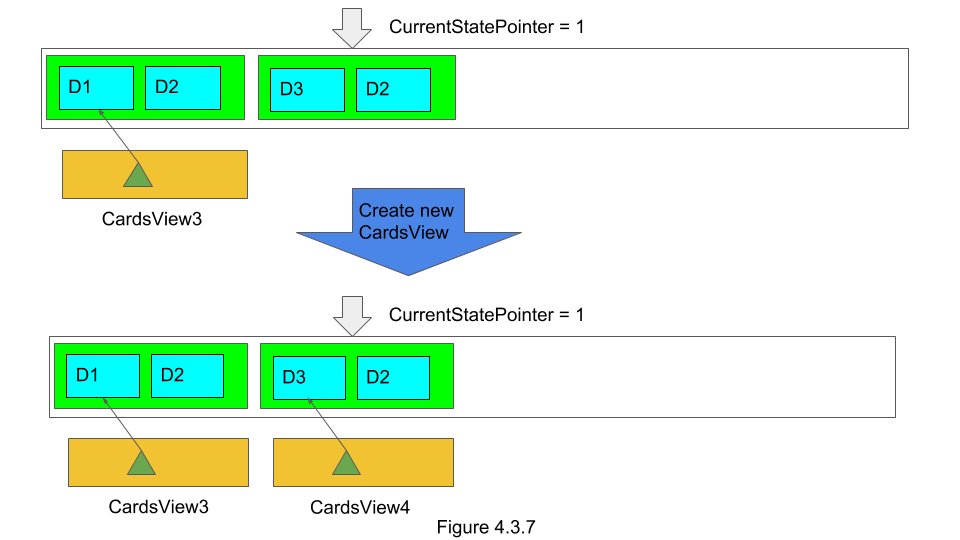 CurrentStatePointer = 1
D1 D2 D3 D2
CardsView3
Create new
CardsView
CurrentStatePointer = 1
D1 D2 D3 D2
CardsView3 CardsView4
Figure 4.3.7